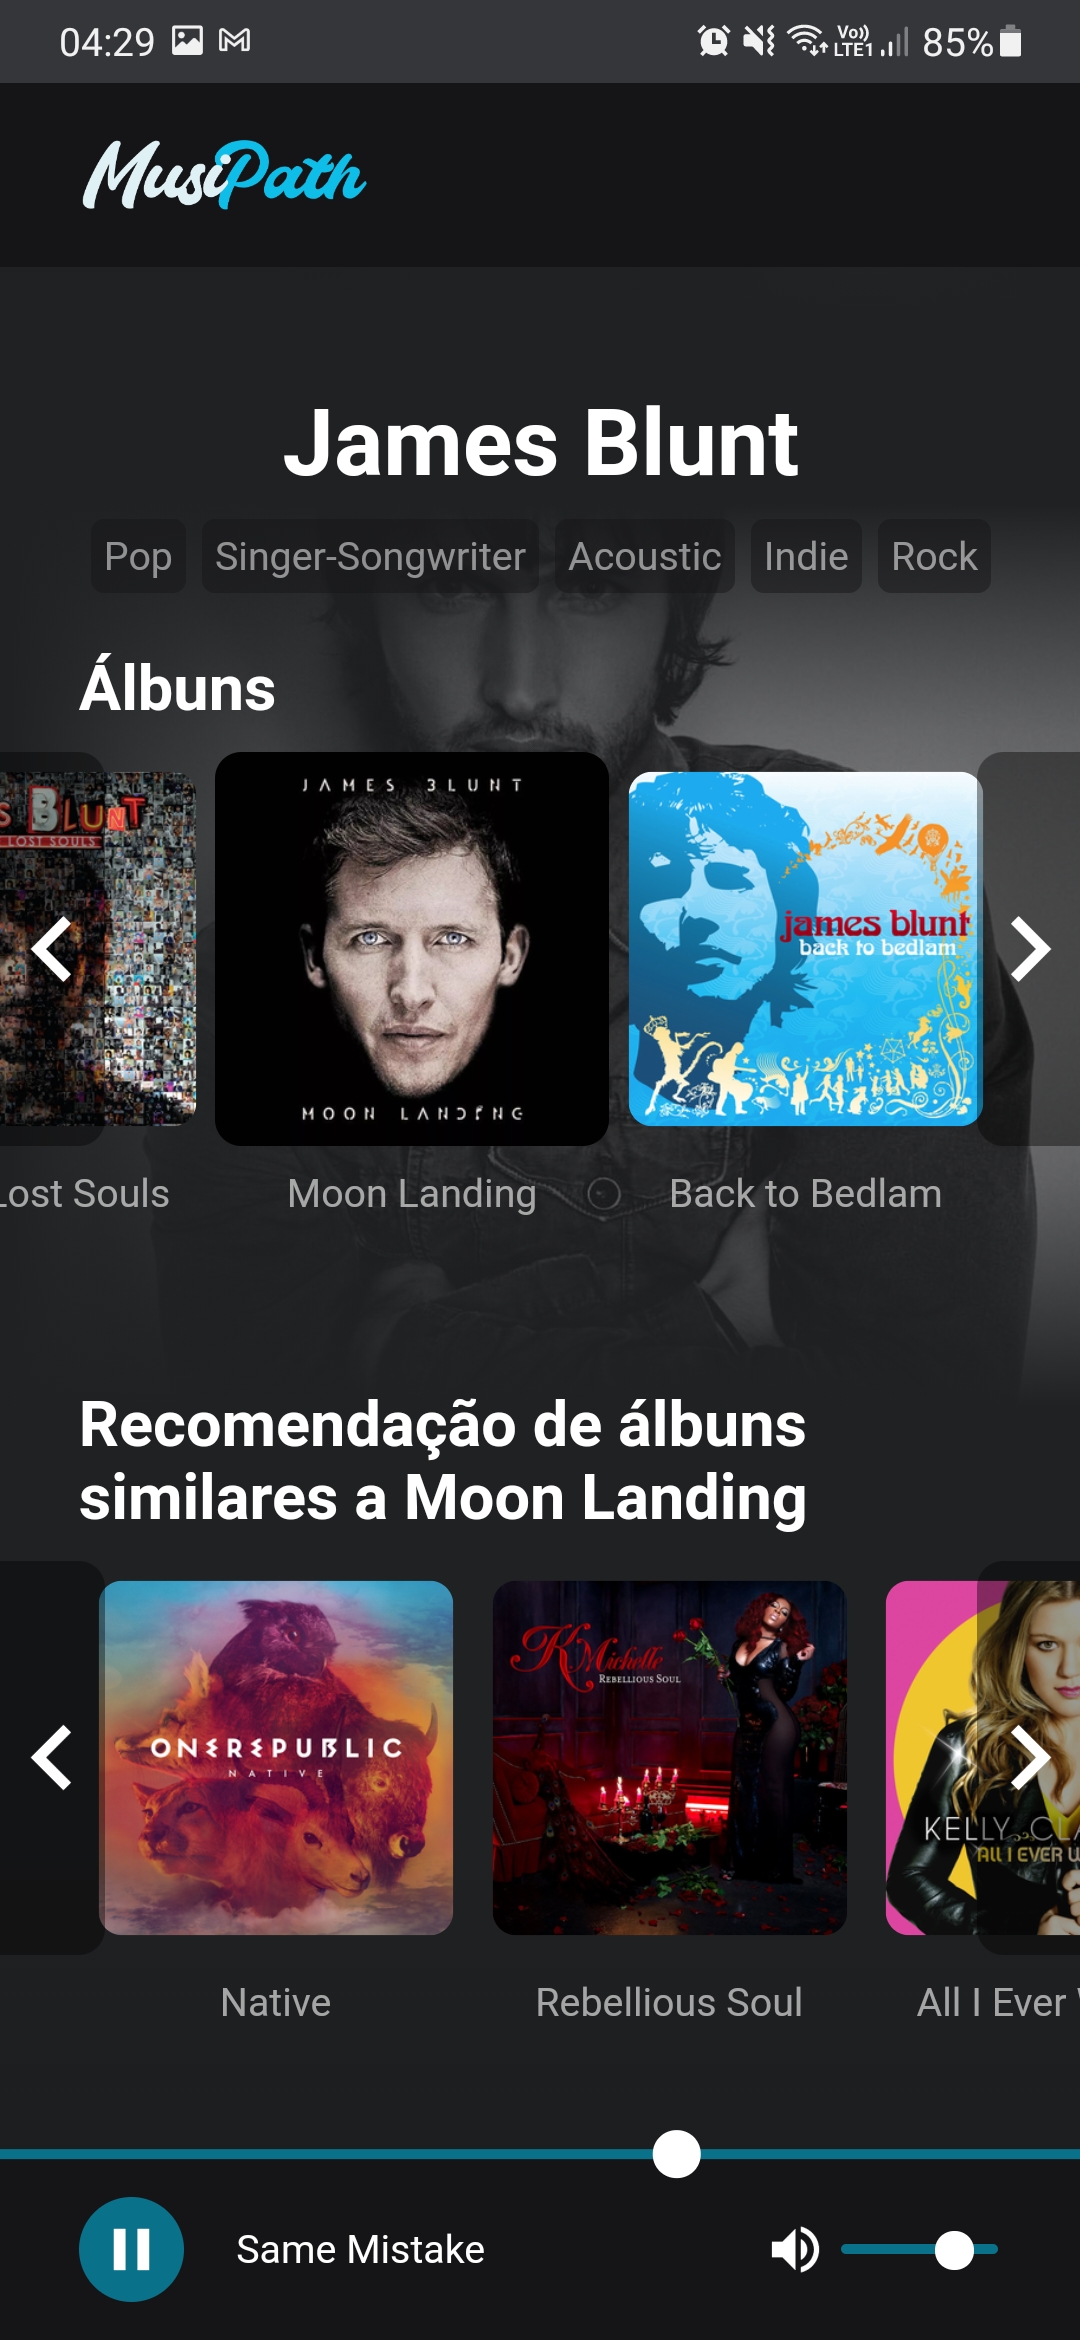 04:29
Vo)) LTE1 85%
MusiPath
James Blunt
Pop Singer-Songwriter Acoustic Indie Rock
Álbuns
S BLUNT
LOST SOULS
JAMES BLUNT
MOON LANDING
james blunt
back to bedlam
Lost Souls
Moon Landing
Back to Bedlam
Recomendação de álbuns
similares a Moon Landing
ONEREPUBLIC
NATIVE
K Michelle
REBELLIOUS SOUL
KELLY CLA
ALL I EVER W
Native
Rebellious Soul
All I Ever
Same Mistake